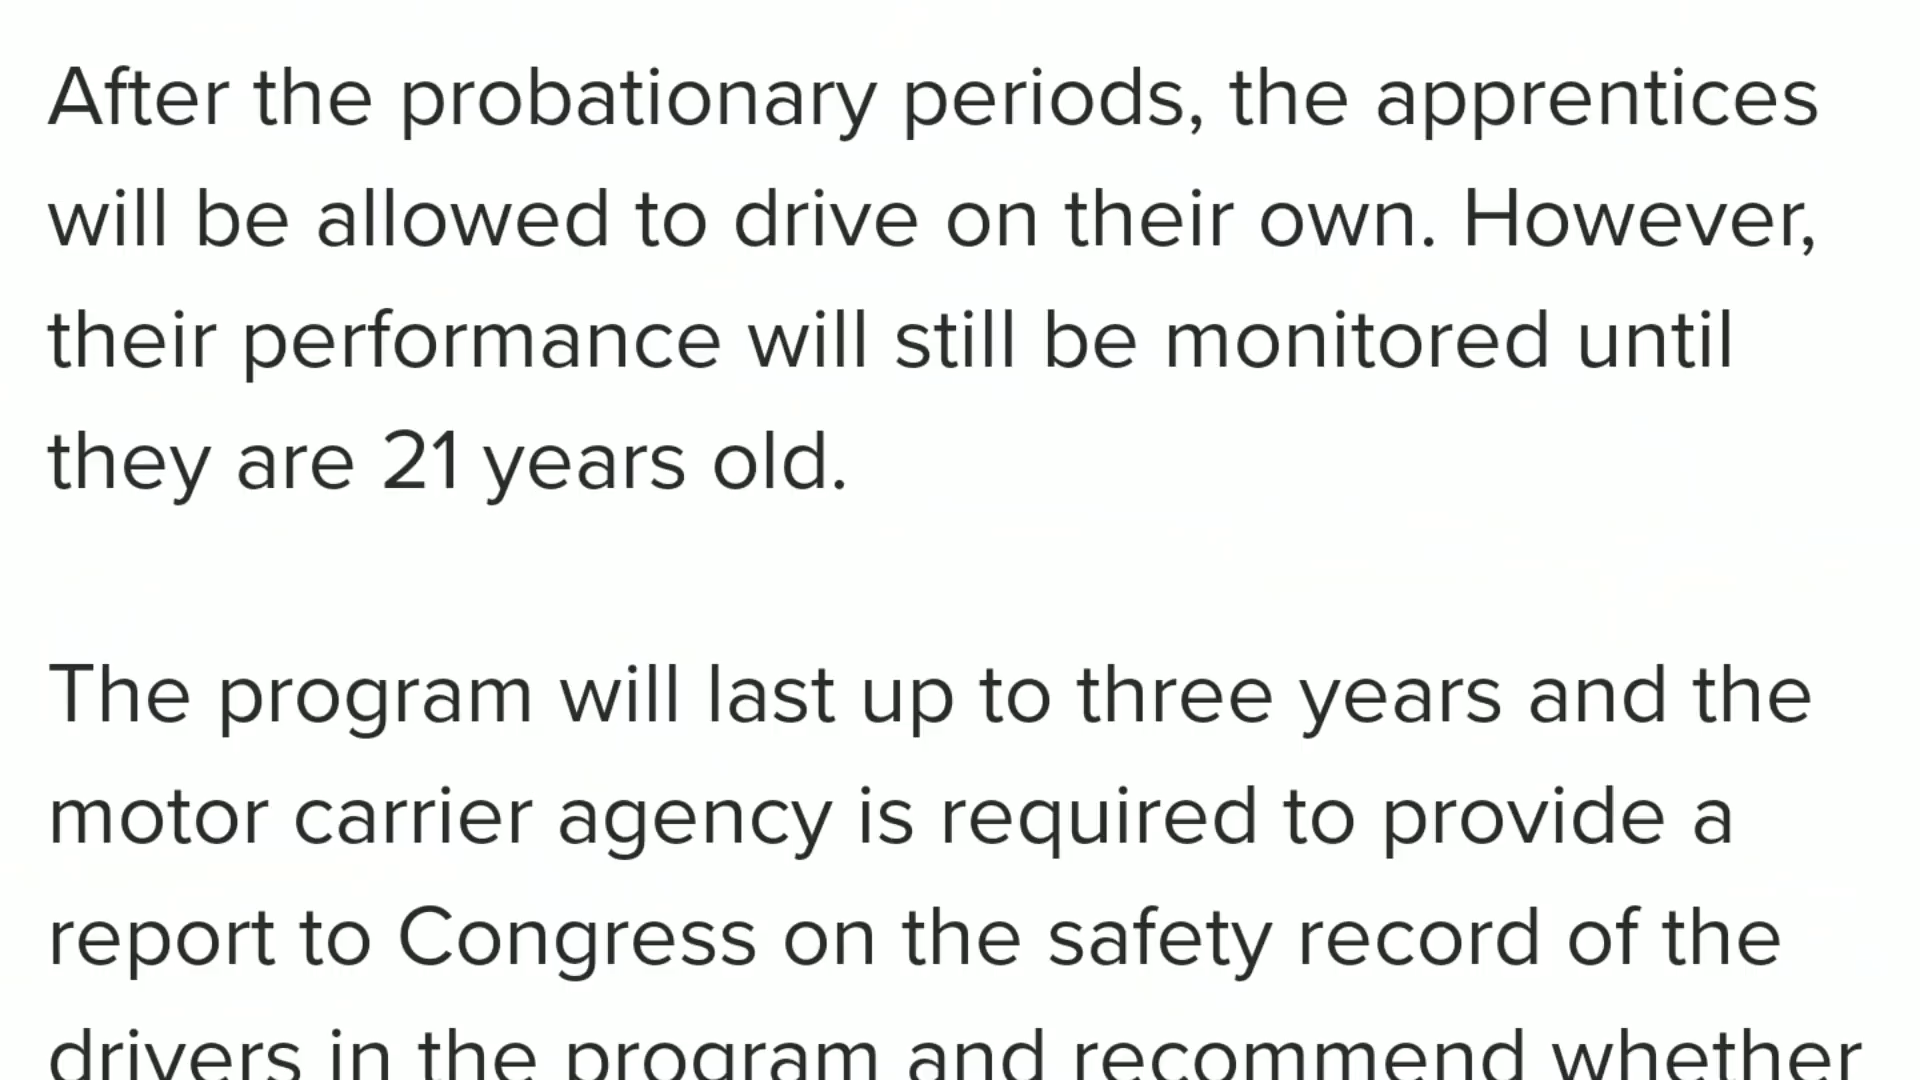 After the probationary periods, the apprentices
will be allowed to drive on their own. However,
their performance will still be monitored until
they are 21 years old.
The program will last up to three years and the
motor carrier agency is required to provide a
report to Congress on the safety record of the
drivers in the program and recommend whether